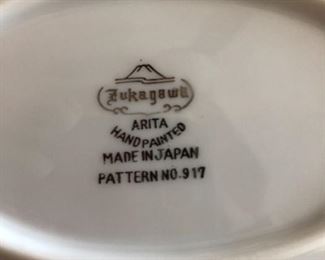 Fukagawa
ARITA
HAND PAINTED
MADE IN JAPAN
PATTERN NO. 917